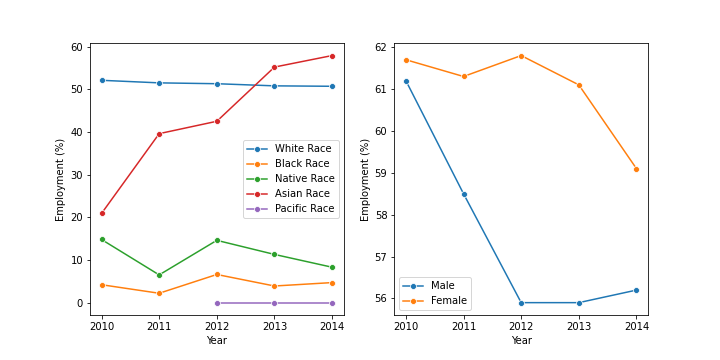 60
50
40
30
20
10
0
Employment (%)
White Race
Black Race
Native Race
Asian Race
Pacific Race
2010 2011 2012 2013 2014
Year
62
61
60
59
58
57
56
Employment (%)
Male
Female
2010 2011 2012 2013 2014
Year